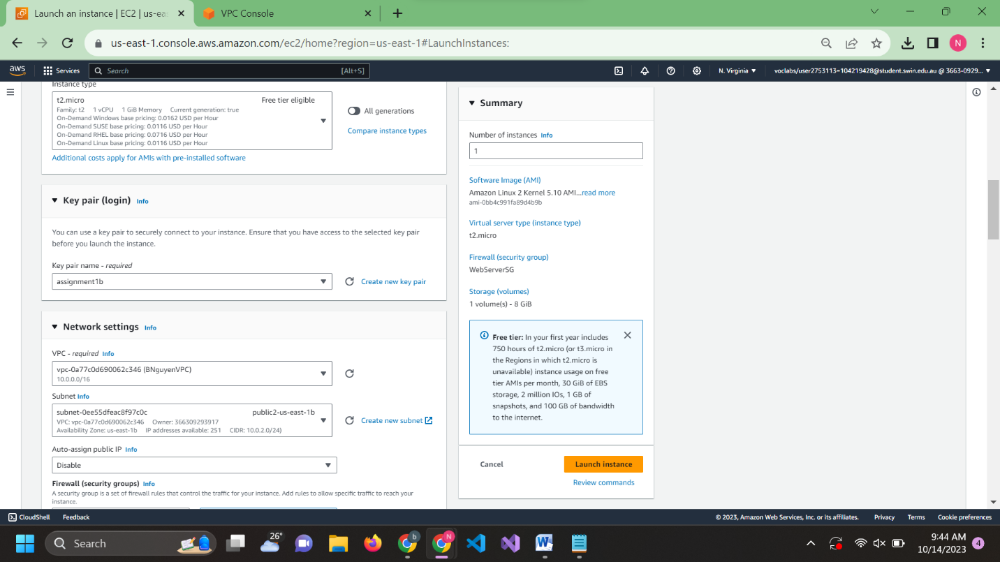 Launch an instance | EC2 | us-ea
VPC Console
us-east-1.console.aws.amazon.com/ec2/home?region=us-east-1#LaunchInstances:
N
aws
Services
Search
[Alt+S]
N. Virginia
voclabs/user2753113=104219428@student.swin.edu.au @ 3663-0929...
Instance type
t2.micro
Free tier eligible
Family: t2 1 vCPU 1 GiB Memory Current generation: true
On-Demand Windows base pricing: 0.0162 USD per Hour
On-Demand SUSE base pricing: 0.0116 USD per Hour
On-Demand RHEL base pricing: 0.0716 USD per Hour
On-Demand Linux base pricing: 0.0116 USD per Hour
All generations
Compare instance types
Additional costs apply for AMIs with pre-installed software
Key pair (login) Info
You can use a key pair to securely connect to your instance. Ensure that you have access to the selected key pair
before you launch the instance.
Key pair name - required
assignment1b
Create new key pair
Network settings Info
VPC - required Info
vpc-0a77c0d690062c346 (BNguyenVPC)
10.0.0.0/16
Subnet Info
subnet-0ee55dfeac8f97c0c
public2-us-east-1b
VPC: vpc-0a77c0d690062c346 Owner: 366309293917
Availability Zone: us-east-1b IP addresses available: 251 CIDR: 10.0.2.0/24)
Create new subnet
Auto-assign public IP Info
Disable
Firewall (security groups) Info
A security group is a set of firewall rules that control the traffic for your instance. Add rules to allow specific traffic to reach your
instance.
Summary
Number of instances Info
1
Software Image (AMI)
Amazon Linux 2 Kernel 5.10 AMI...read more
ami-0bb4c991fa89d4b9b
Virtual server type (instance type)
t2.micro
Firewall (security group)
WebServerSG
Storage (volumes)
1 volume(s) - 8 GiB
Free tier: In your first year includes
750 hours of t2.micro (or t3.micro in
the Regions in which t2.micro is
unavailable) instance usage on free
tier AMIs per month, 30 GiB of EBS
storage, 2 million IOs, 1 GB of
snapshots, and 100 GB of bandwidth
to the internet.
Cancel
Launch instance
Review commands
CloudShell
Feedback
© 2023, Amazon Web Services, Inc. or its affiliates.
Privacy
Terms
Cookie preferences
Search
26°
b
N
9:44 AM
10/14/2023
4